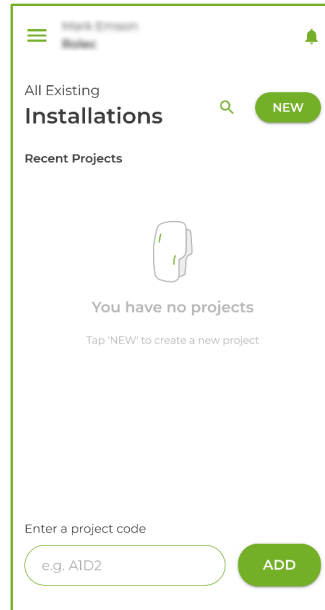 All Existing
Installations
NEW
Recent Projects
You have no projects
Tap 'NEW' to create a new project
Enter a project code
e.g. A1D2
ADD